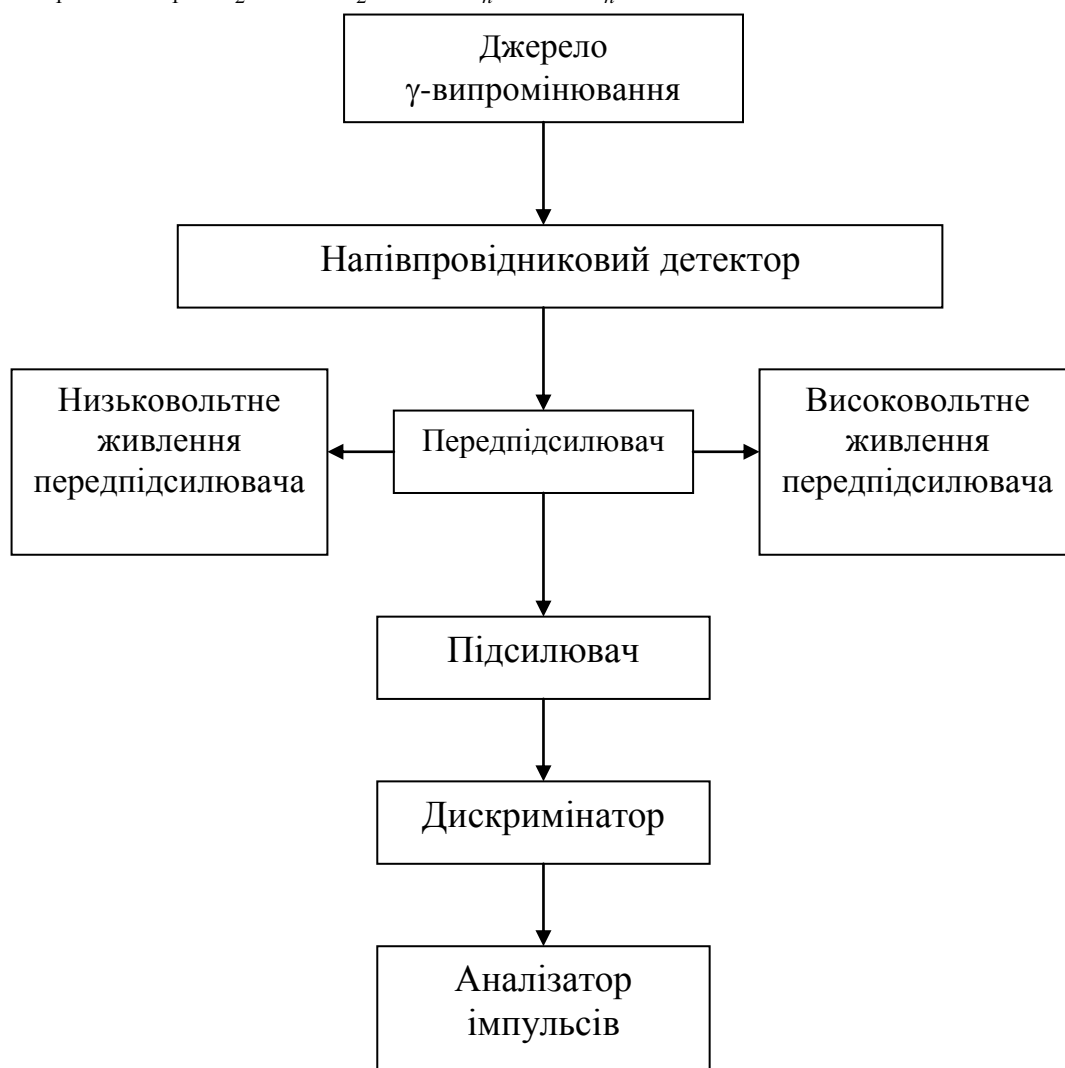 Джерело
γ-випромінювання
Напівпровідниковий детектор
Низьковольтне
живлення
передпідсилювача
Передпідсилювач
Високовольтне
живлення
передпідсилювача
Підсилювач
Дискримінатор
Аналізатор
імпульсів